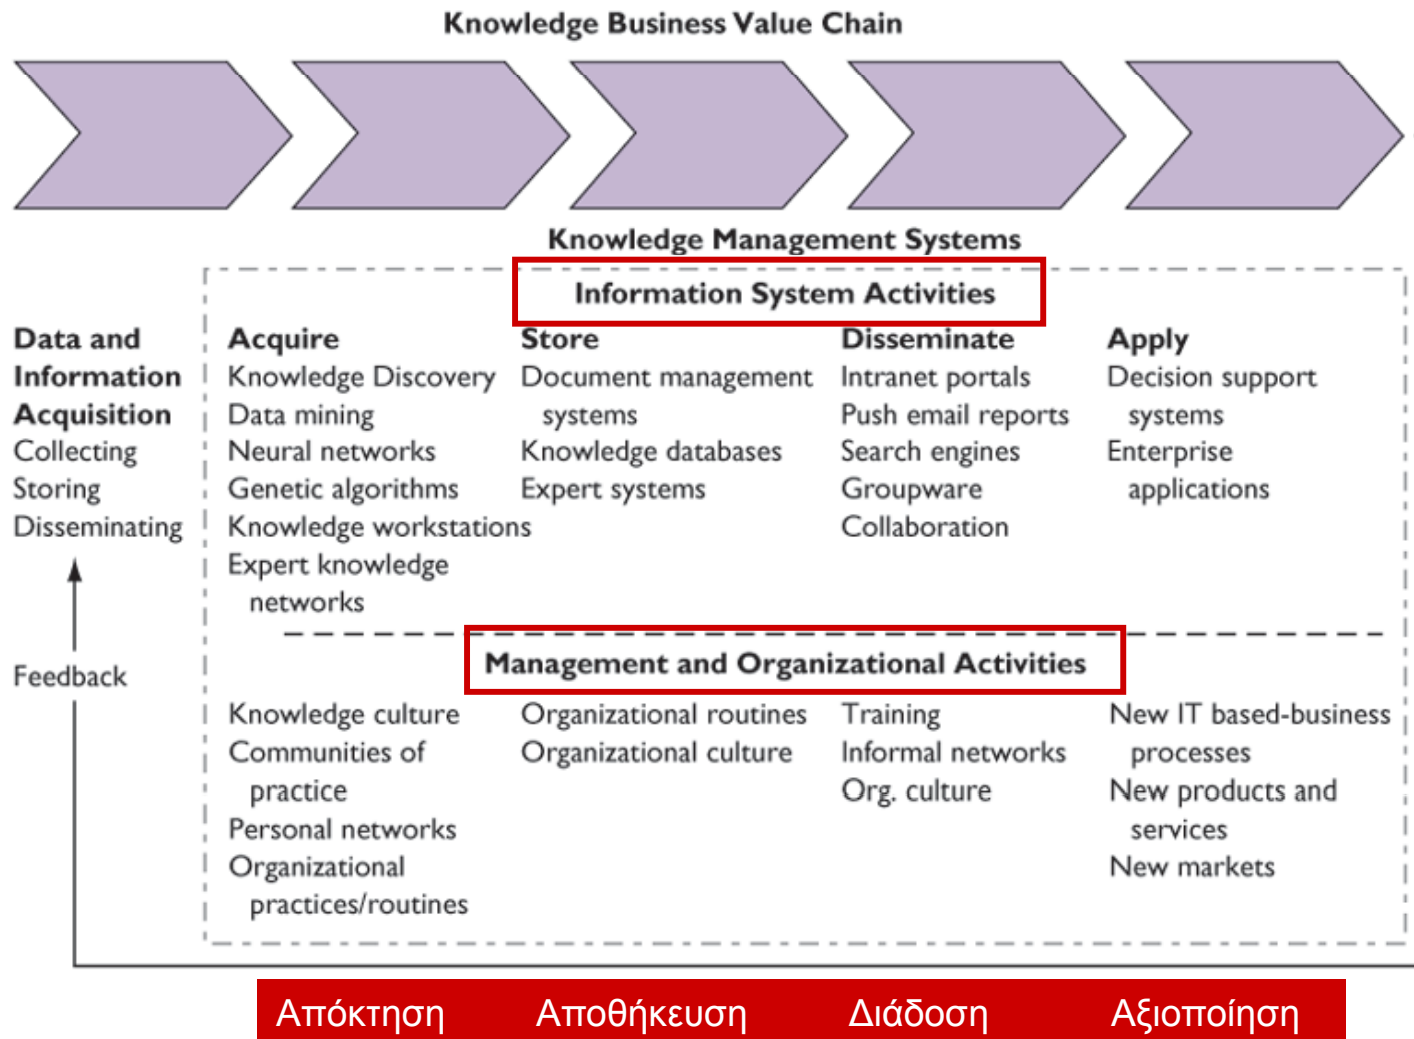 Knowledge Business Value Chain
Knowledge Management Systems
Information System Activities
Data and
Information
Acquisition
Collecting
Storing
Disseminating
Acquire
Knowledge Discovery
Data mining
Neural networks
Genetic algorithms
Knowledge workstations
Expert knowledge
networks
Store
Document management
systems
Knowledge databases
Expert systems
Disseminate
Intranet portals
Push email reports
Search engines
Groupware
Collaboration
Apply
Decision support
systems
Enterprise
applications
Feedback
Management and Organizational Activities
Knowledge culture
Communities of
practice
Personal networks
Organizational
practices/routines
Organizational routines
Organizational culture
Training
Informal networks
Org. culture
New IT based-business
processes
New products and
services
New markets
Απόκτηση Αποθήκευση Διάδοση Αξιοποίηση